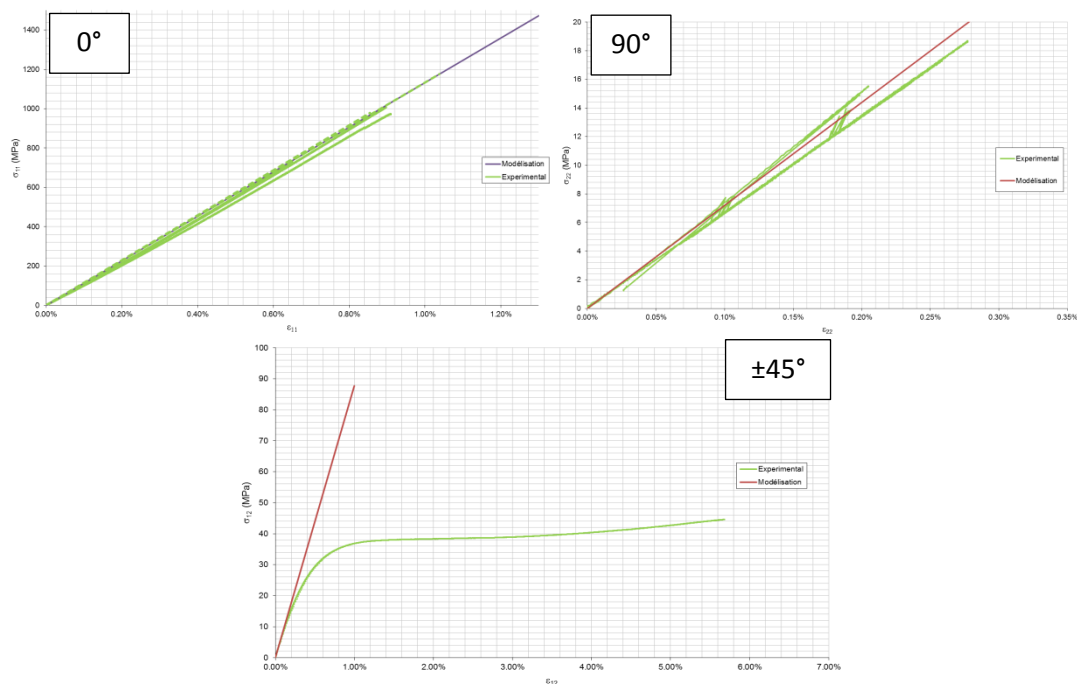 0°
σ11 (MPa)
1400
1200
1000
800
600
400
200
0
0.00% 0.20% 0.40% 0.60% 0.80% 1.00% 1.20%
ε11
Modélisation
Experimental
90°
σ22 (MPa)
20
18
16
14
12
10
8
6
4
2
0
0.00% 0.05% 0.10% 0.15% 0.20% 0.25% 0.30% 0.35%
ε22
Experimental
Modélisation
±45°
σ12 (MPa)
100
90
80
70
60
50
40
30
20
10
0
0.00% 1.00% 2.00% 3.00% 4.00% 5.00% 6.00% 7.00%
ε12
Experimental
Modélisation